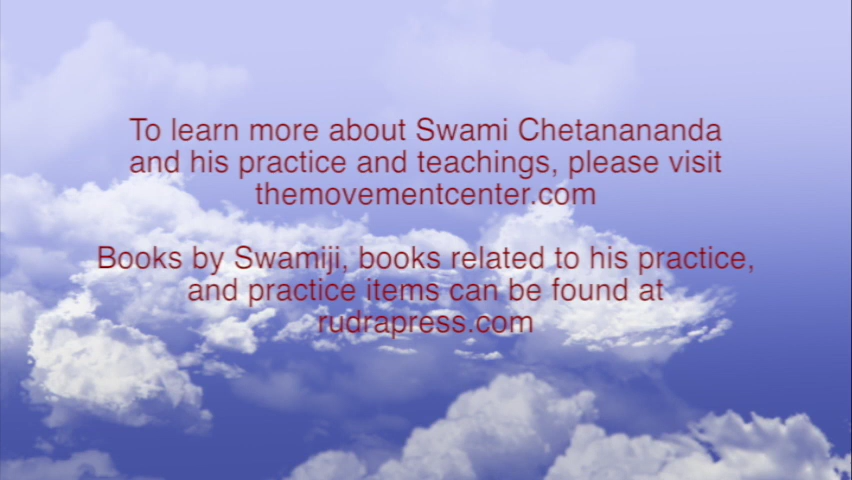 To learn more about Swami Chetanananda
and his practice and teachings, please visit
themovementcenter.com
Books by Swamiji, books related to his practice,
and practice items can be found at
rudrapress.com